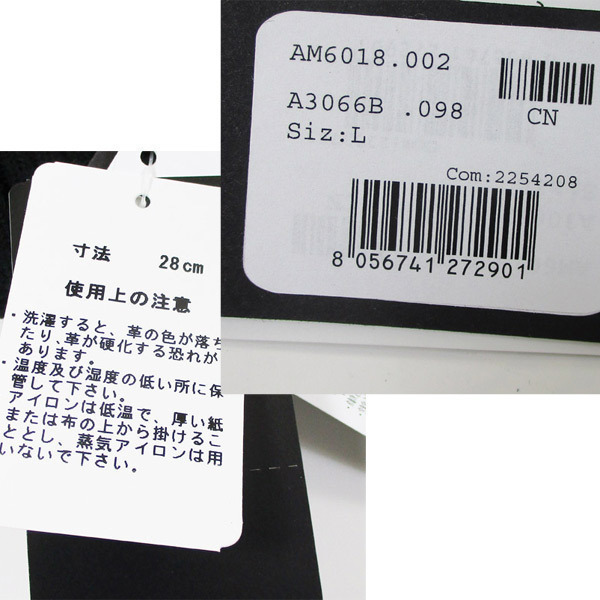 AM6018.002
A3066B .098
CN
Siz:L
Com:2254208
8 056741 272901
寸法 28cm
使用上の注意
・洗濯すると、革の色が落ち
たり、革が硬化する恐れが
あります。
・温度及び湿度の低い所に保
管して下さい。
アイロンは低温で、厚い紙
または布の上から掛けるこ
ととし、蒸気アイロンは用
いないで下さい。